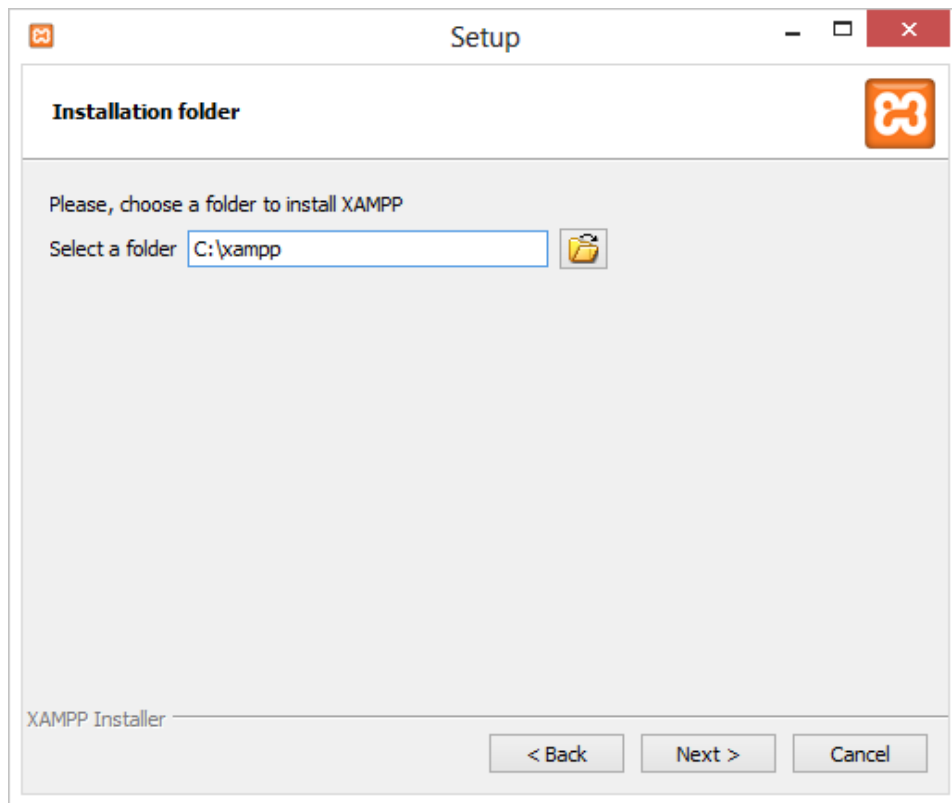 Setup
Installation folder
Please, choose a folder to install XAMPP
Select a folder C:\xampp
XAMPP Installer
< Back Next > Cancel